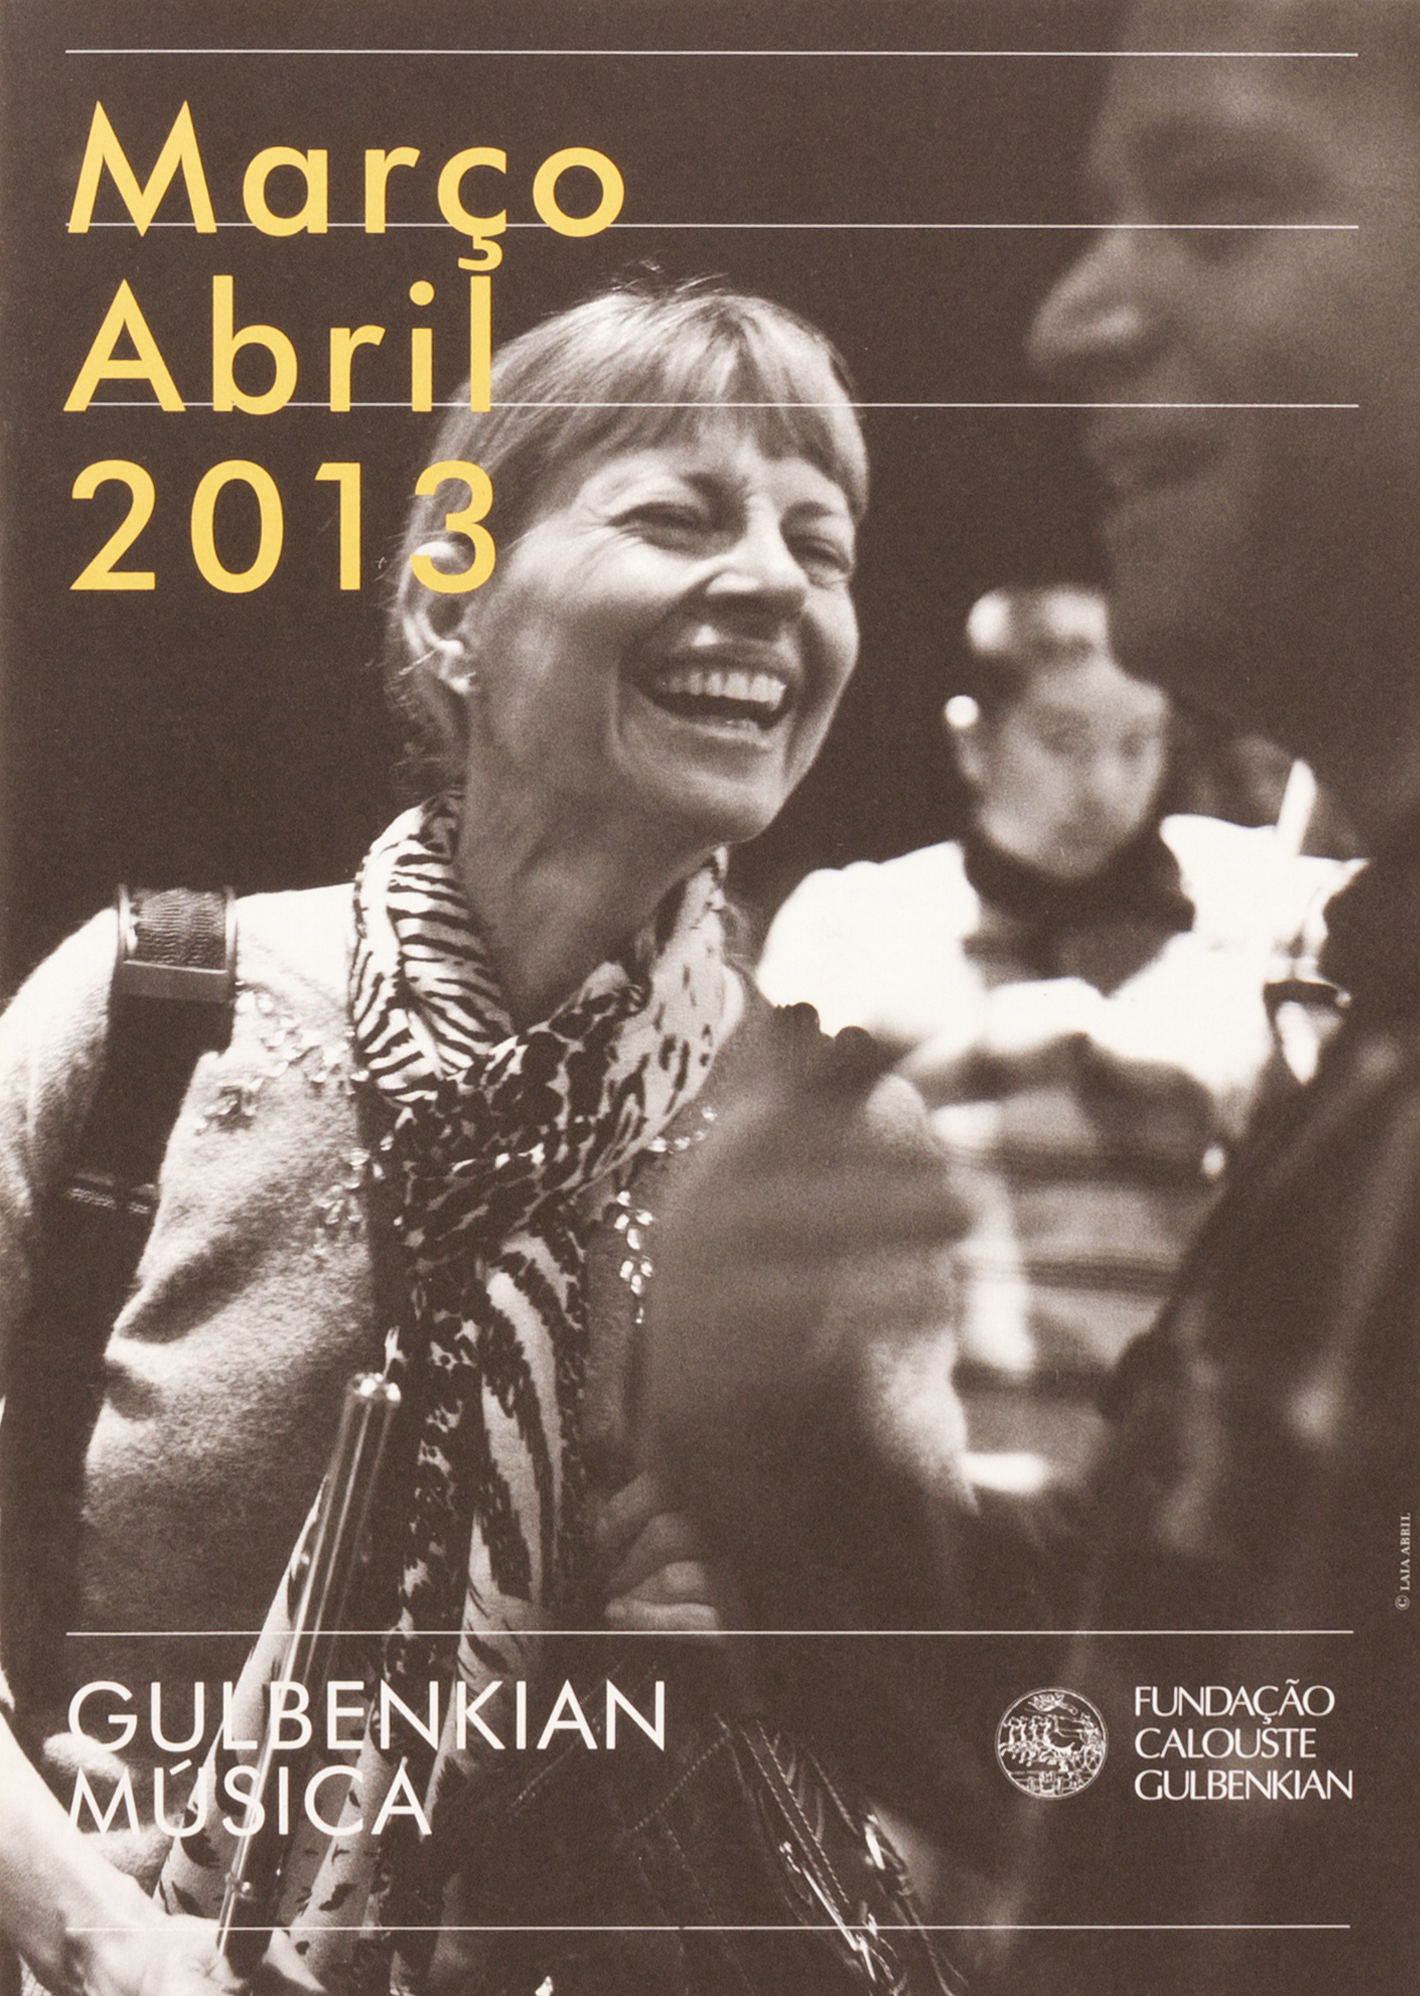 Março
Abril
2013
© LAIA ABRIL
GULBENKIAN
MÚSICA
FUNDAÇÃO
CALOUSTE
GULBENKIAN